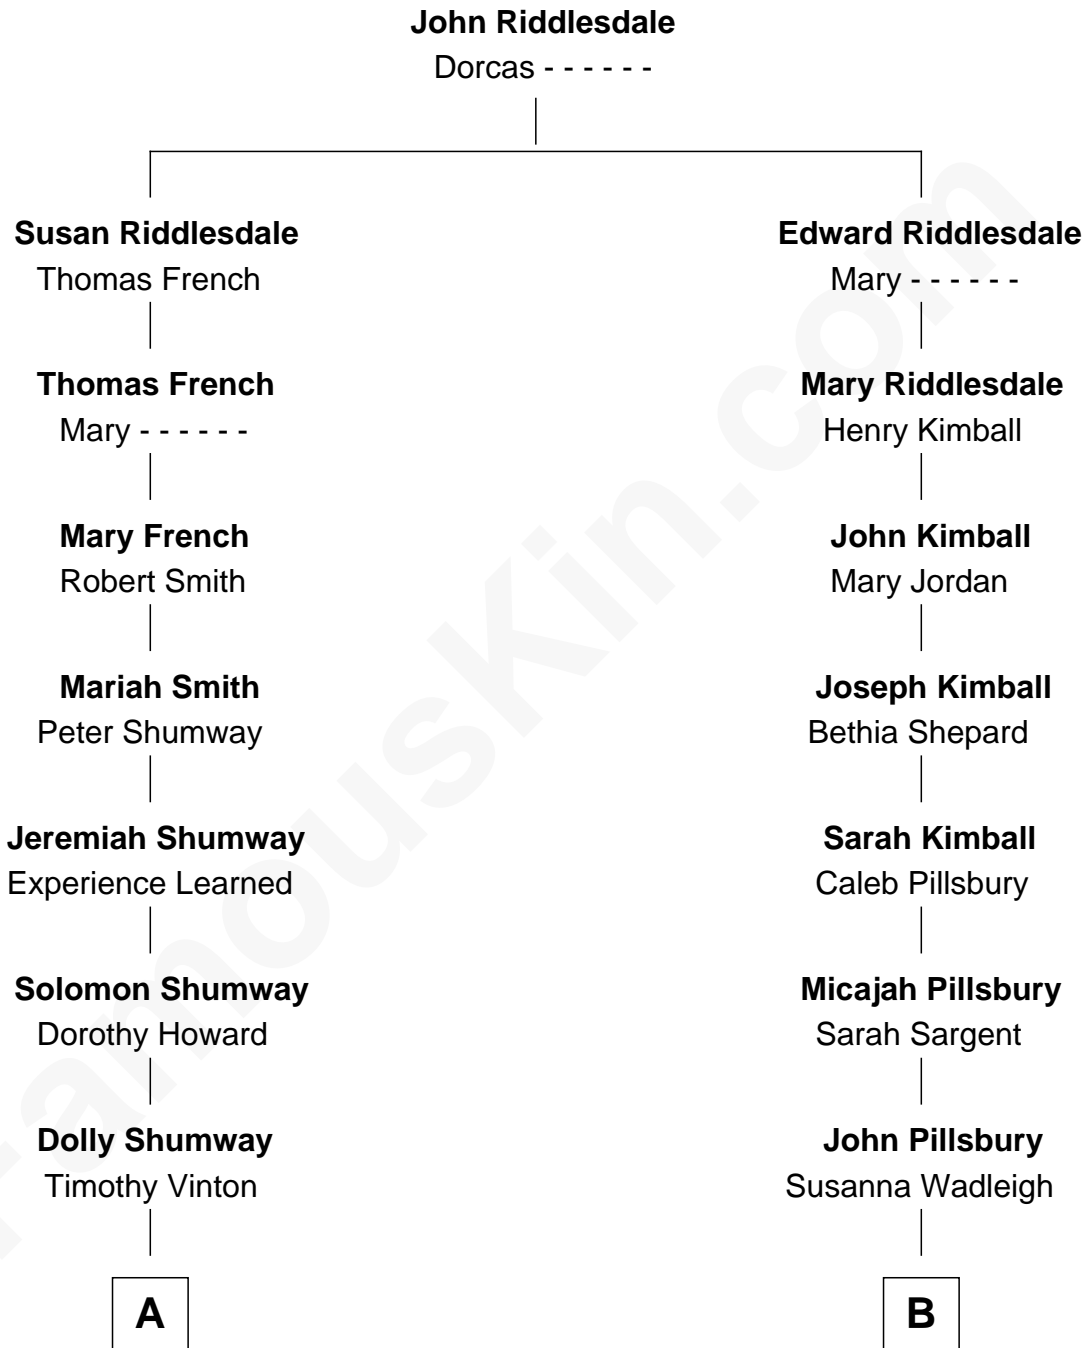 John Riddlesdale
Dorcas - - - - - -
Susan Riddlesdale
Thomas French
Edward Riddlesdale
Mary - - - - - -
Thomas French
Mary - - - - - -
Mary Riddlesdale
Henry Kimball
Mary French
Robert Smith
John Kimball
Mary Jordan
Mariah Smith
Peter Shumway
Joseph Kimball
Bethia Shepard
Jeremiah Shumway
Experience Learned
Sarah Kimball
Caleb Pillsbury
Solomon Shumway
Dorothy Howard
Micajah Pillsbury
Sarah Sargent
Dolly Shumway
Timothy Vinton
John Pillsbury
Susanna Wadleigh
A
B
FamousKin.com